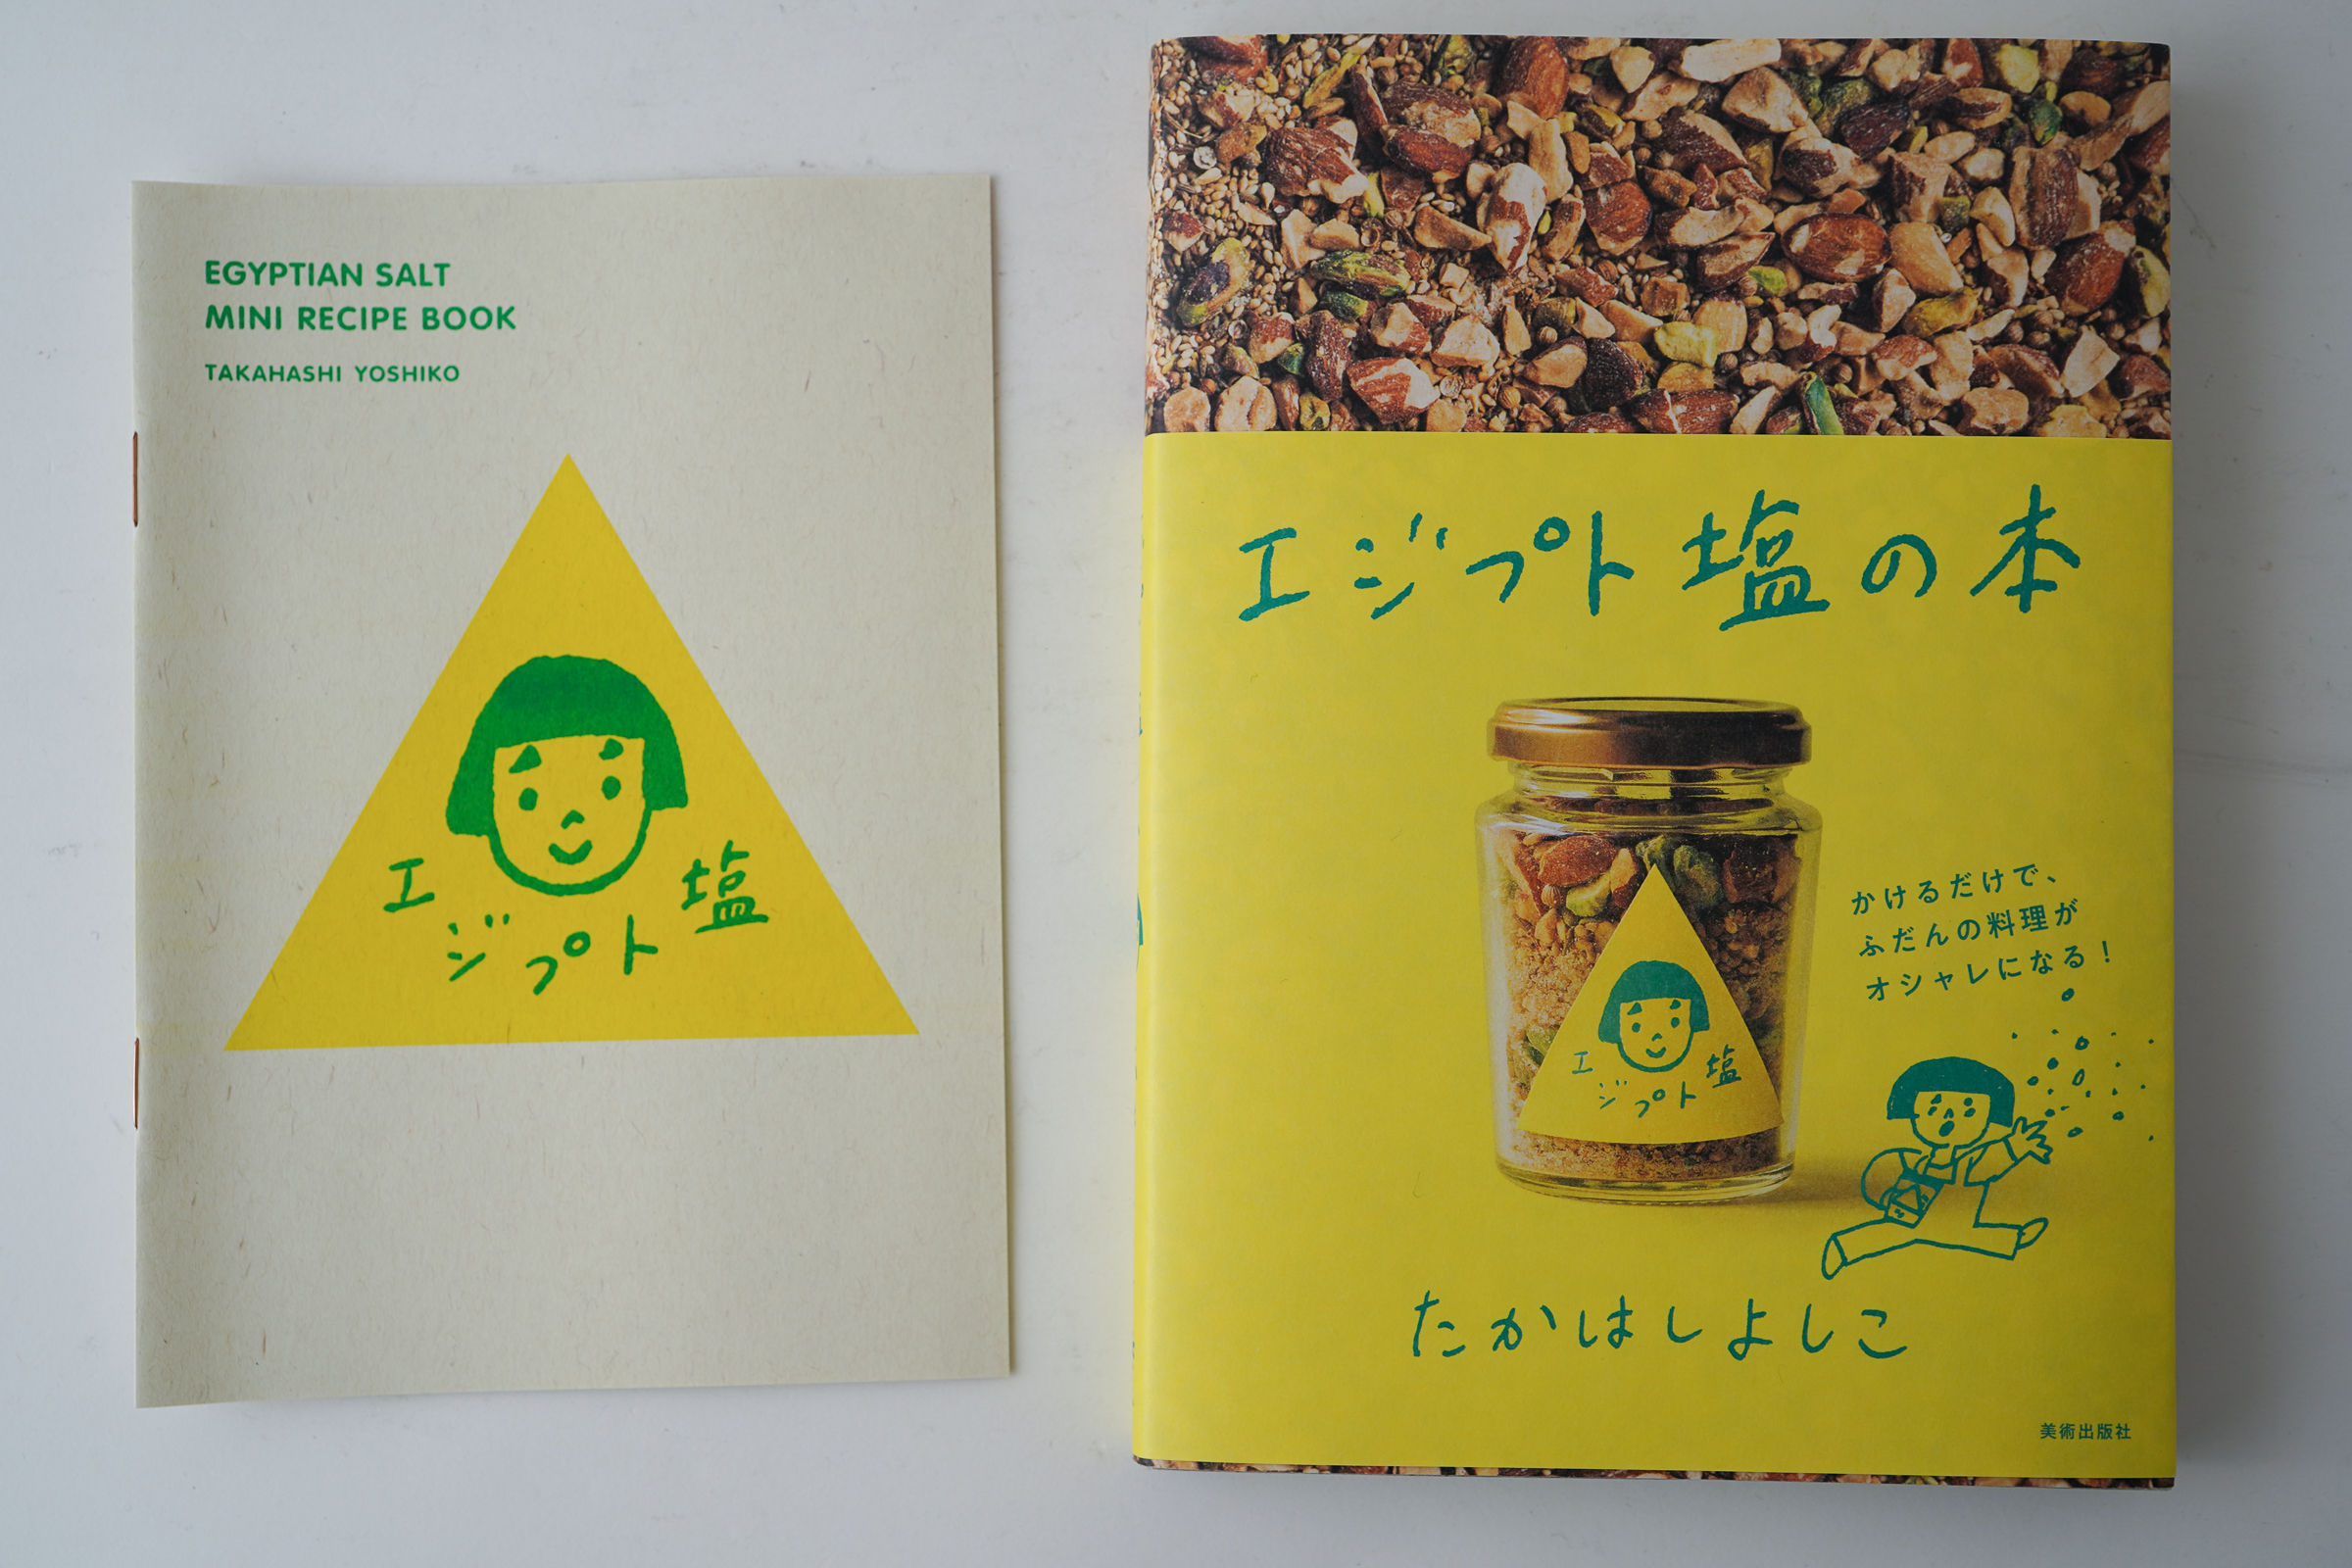 EGYPTIAN SALT
MINI RECIPE BOOK
TAKAHASHI YOSHIKO
エジプト塩
エジプト塩の本
かけるだけで、
ふだんの料理が
オシャレになる!
エジプト塩
たかはしよしこ
美術出版社